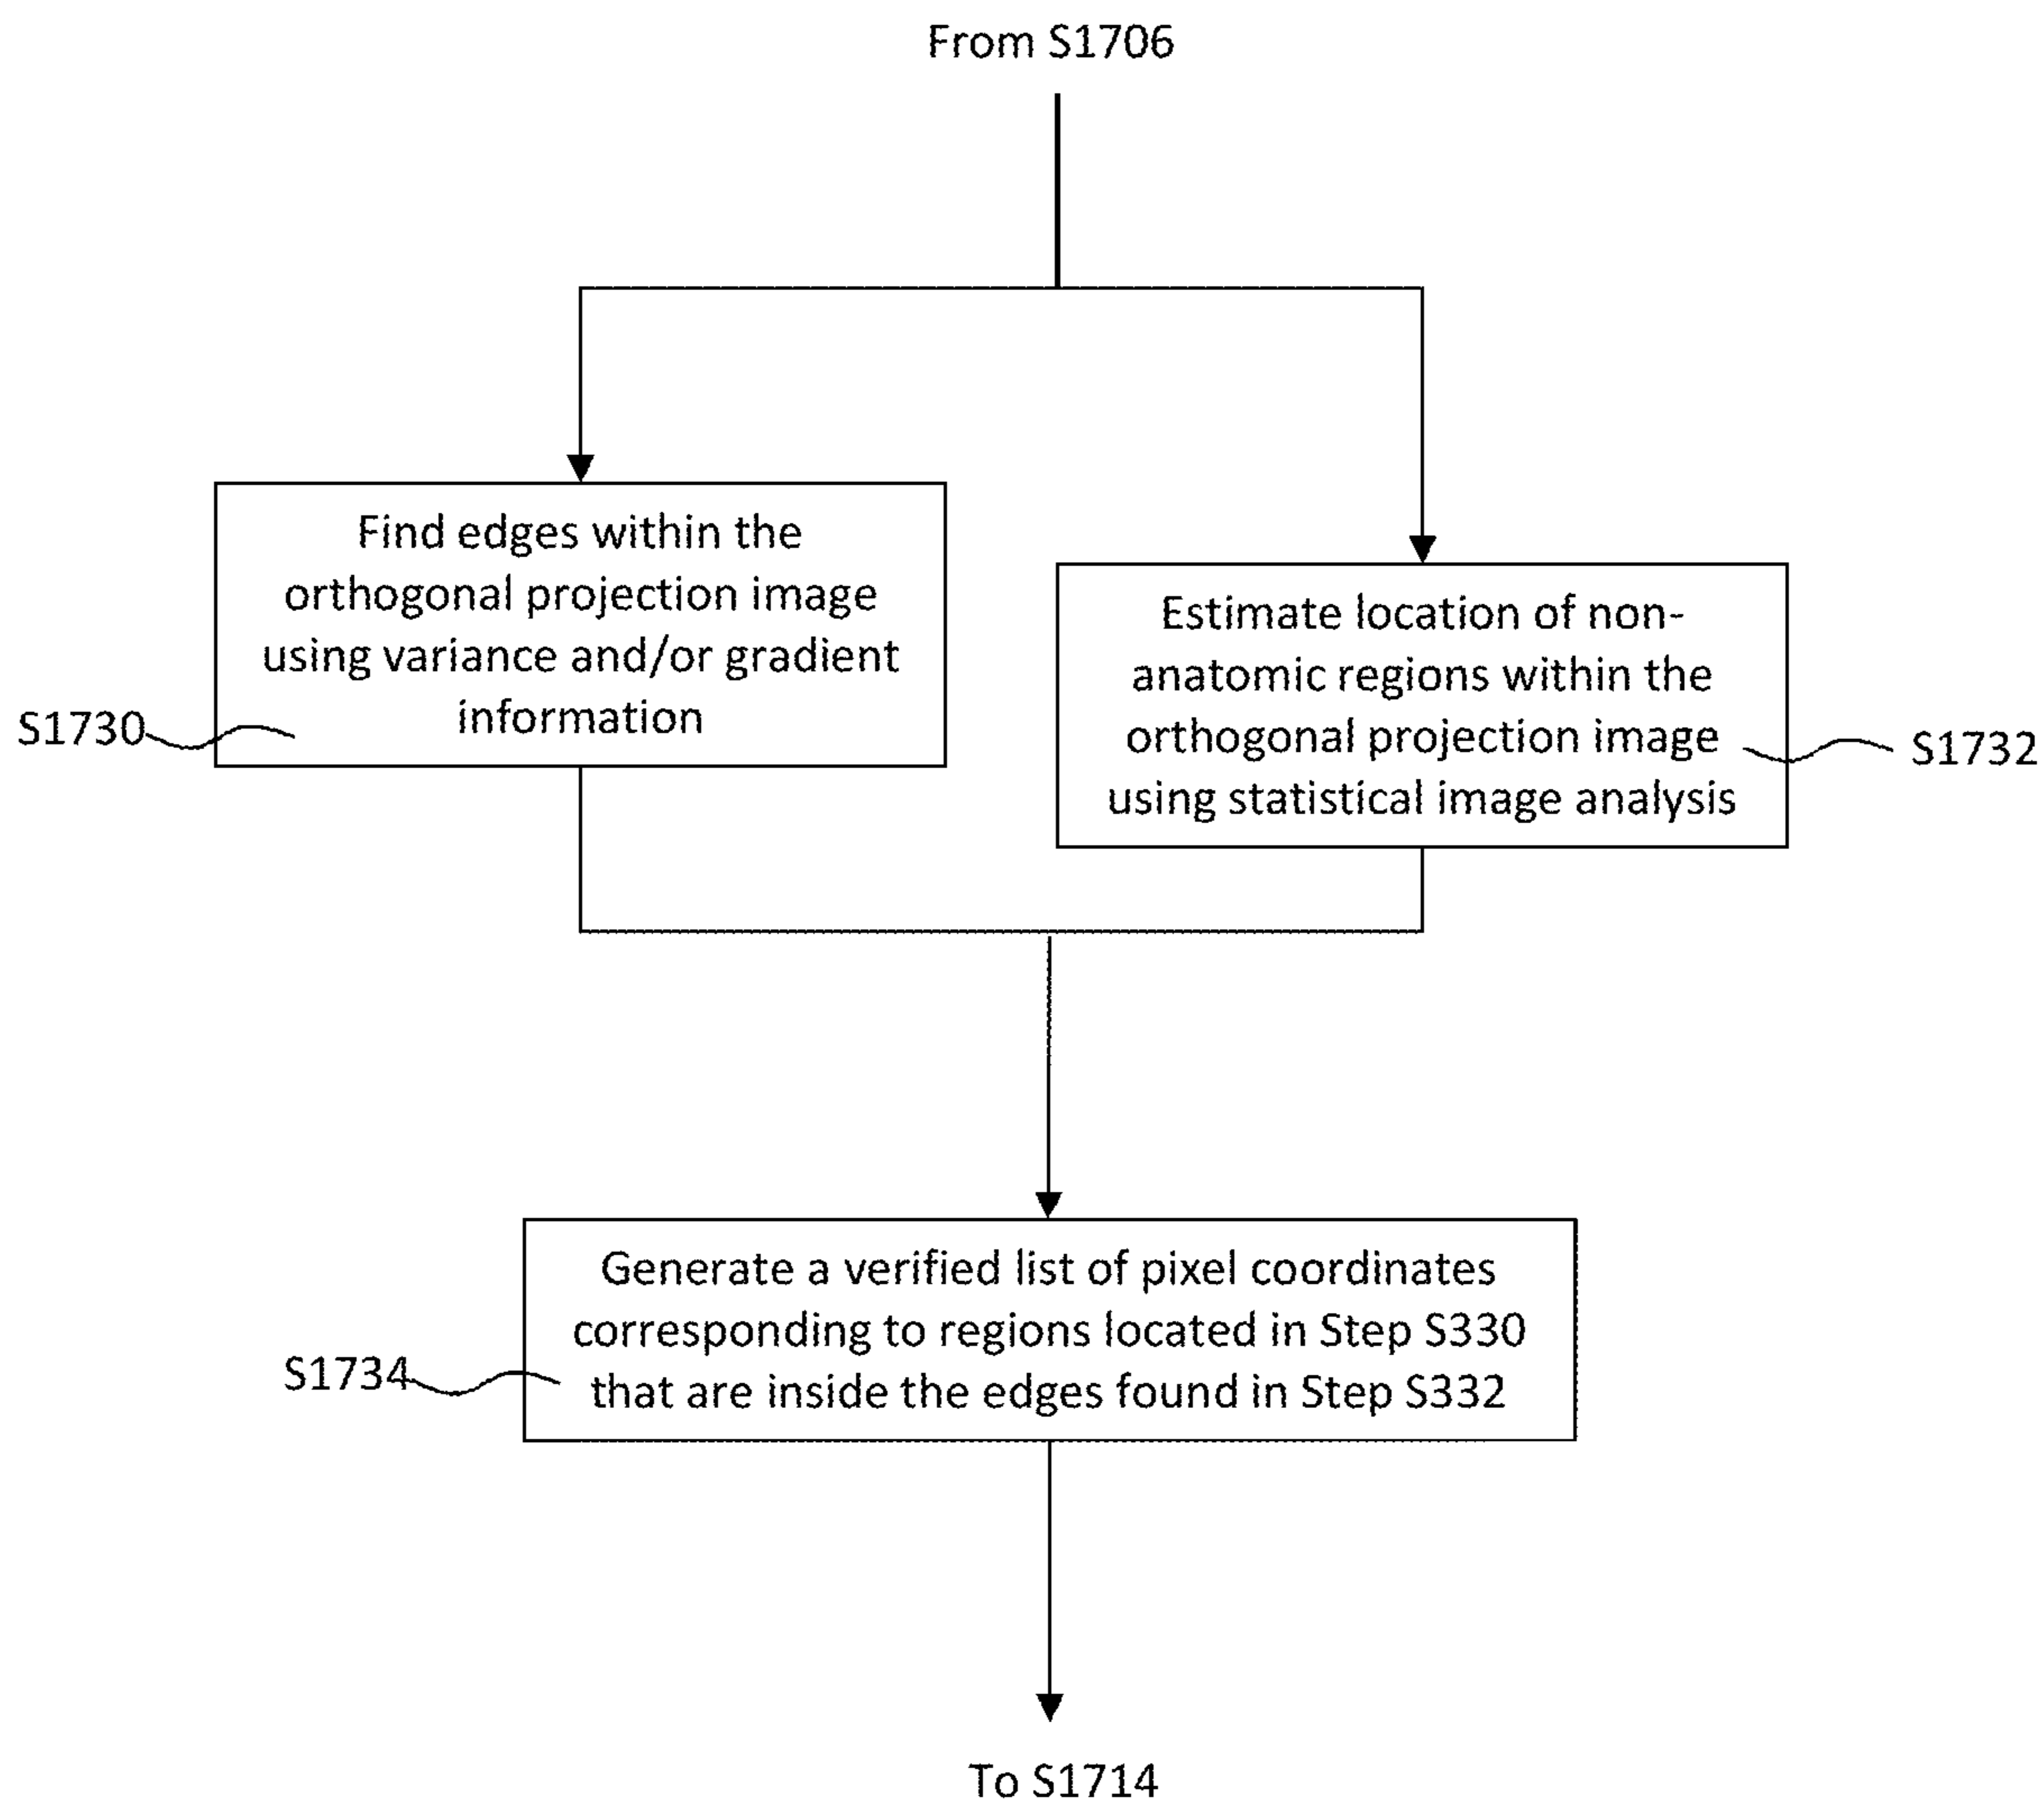 From S1706
Find edges within the
orthogonal projection image
using variance and/or gradient
information
S1730
Estimate location of non-
anatomic regions within the
orthogonal projection image
using statistical image analysis
S1732
Generate a verified list of pixel coordinates
corresponding to regions located in Step S330
that are inside the edges found in Step S332
S1734
To S1714